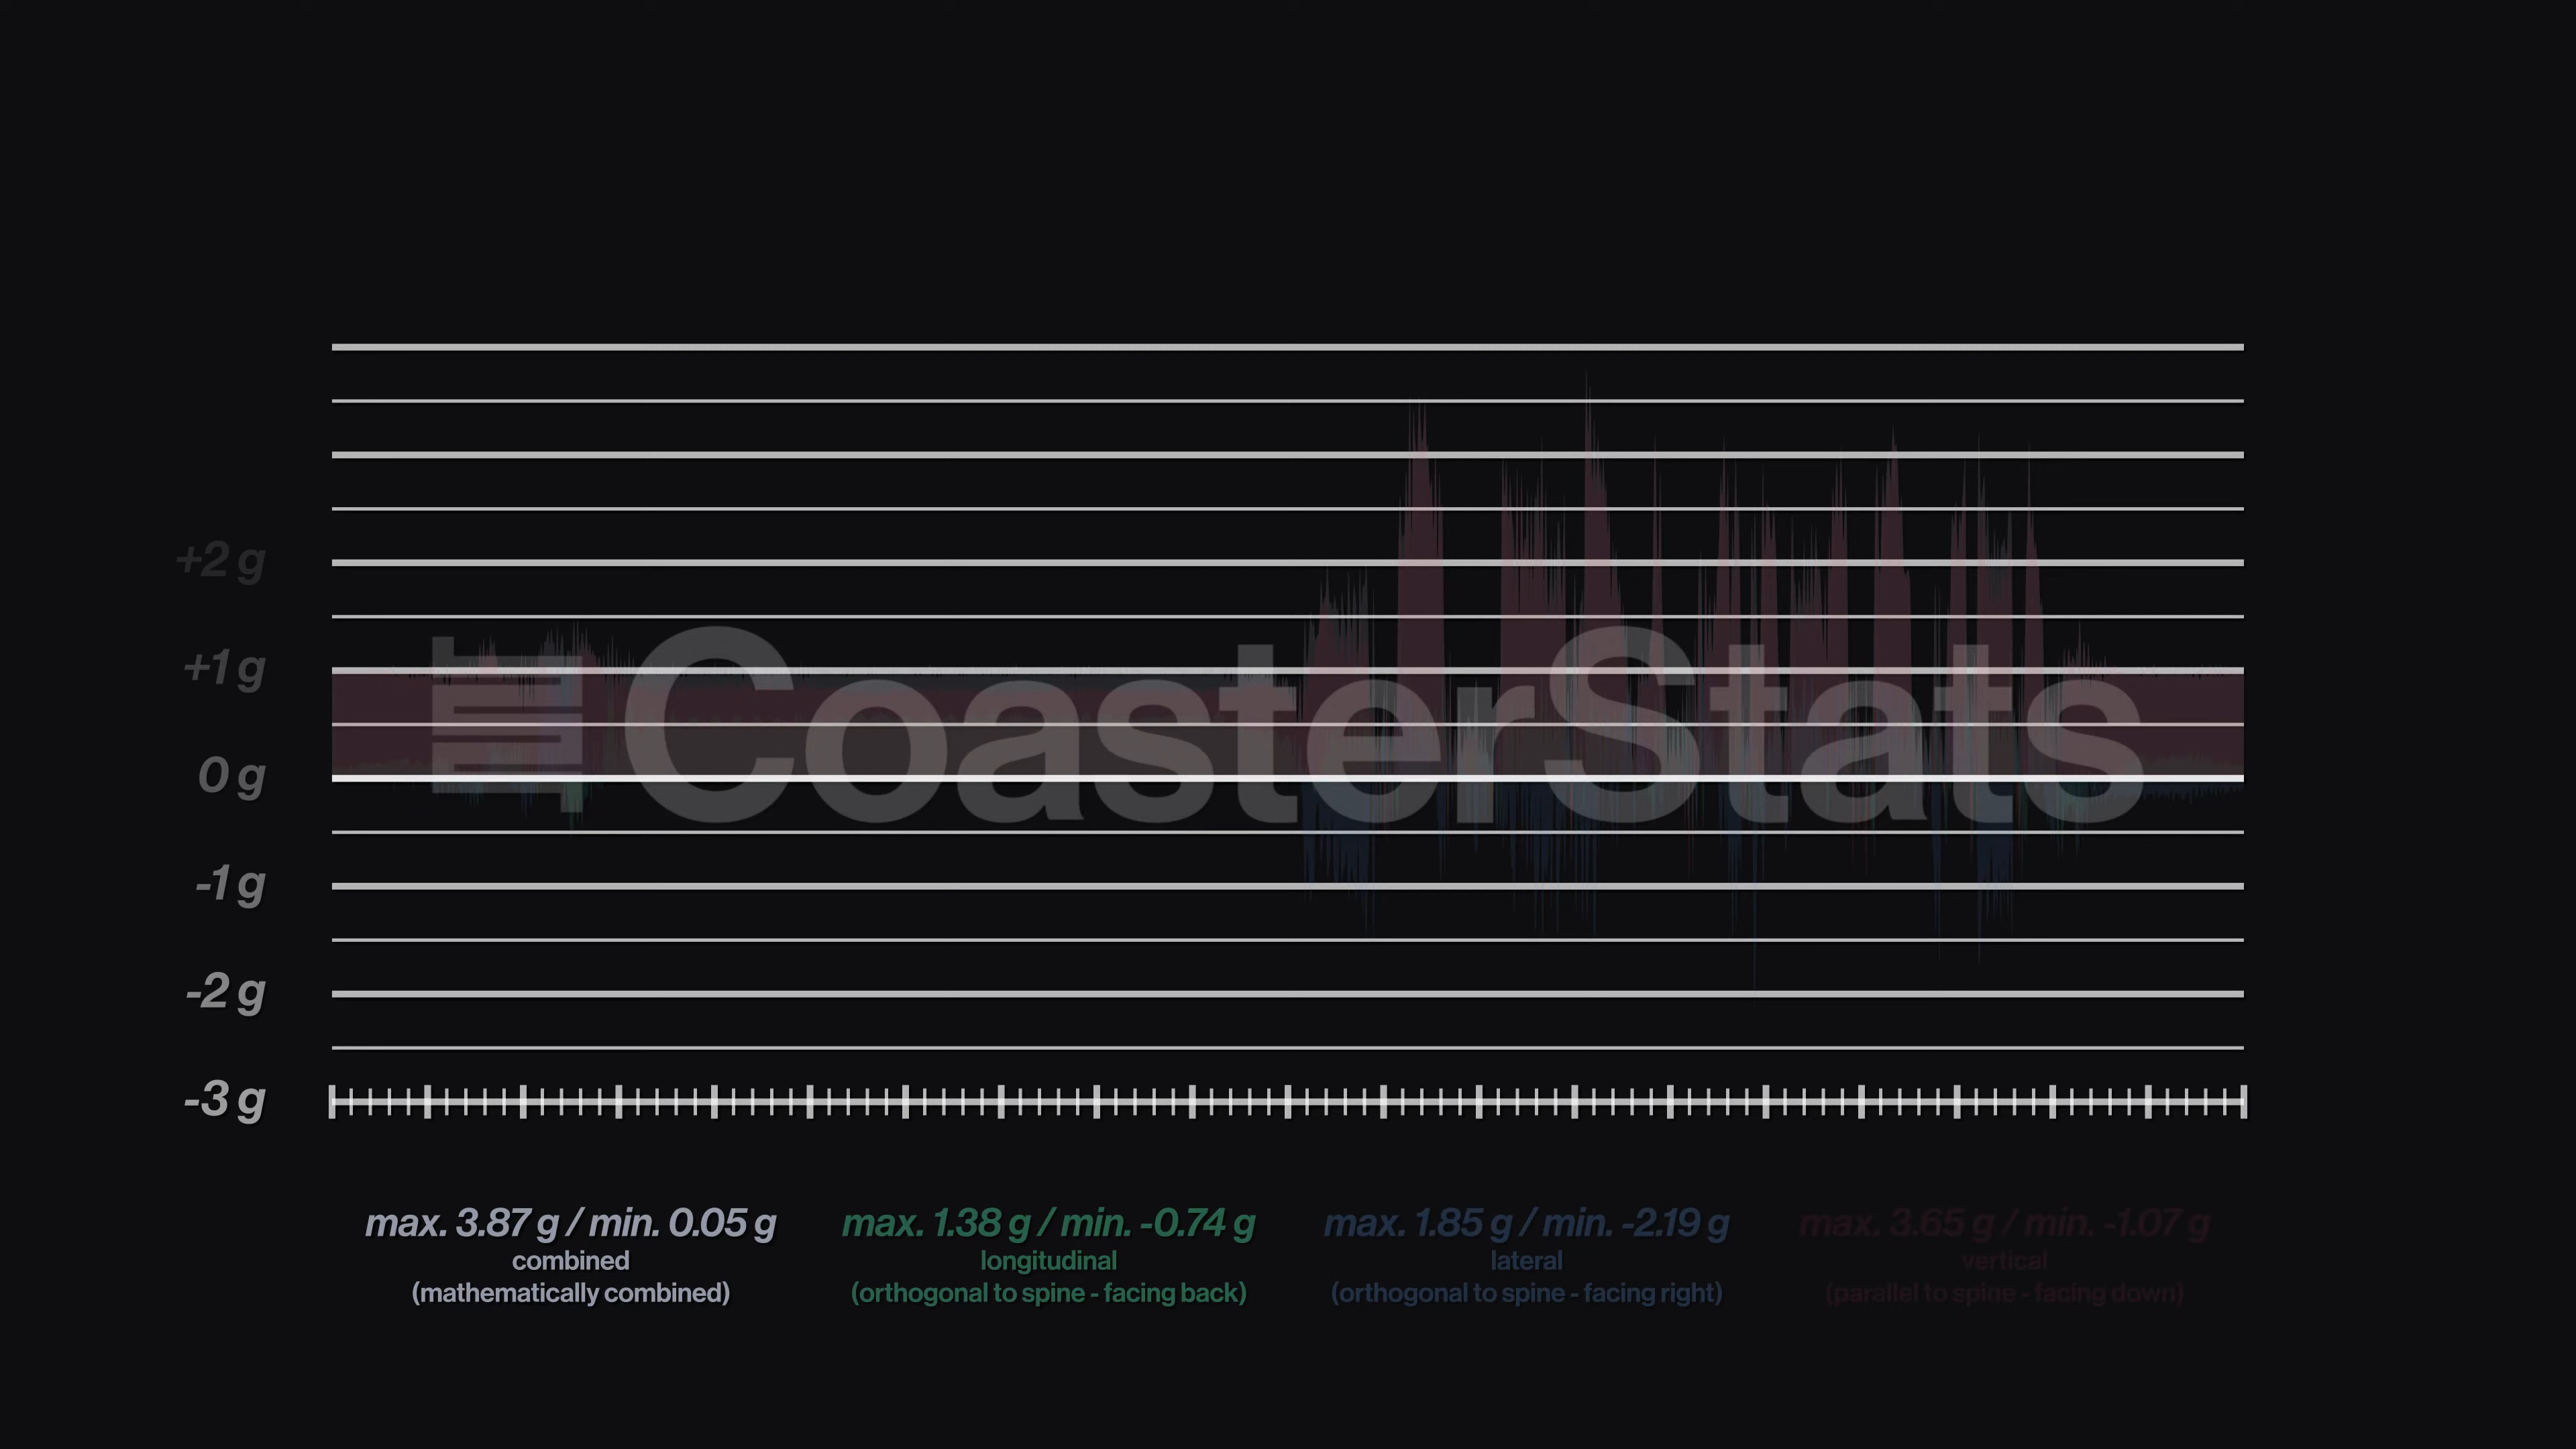 +2 g
+1 g
CoasterStats
0 g
-1 g
-2 g
-3 g
max. 3.87 g / min. 0.05 g
combined
(mathematically combined)
max. 1.38 g / min. -0.74 g
longitudinal
(orthogonal to spine - facing back)
max. 1.85 g / min. -2.19 g
lateral
(orthogonal to spine - facing right)
max. 3.65 g / min. -1.07 g
vertical
(parallel to spine - facing down)